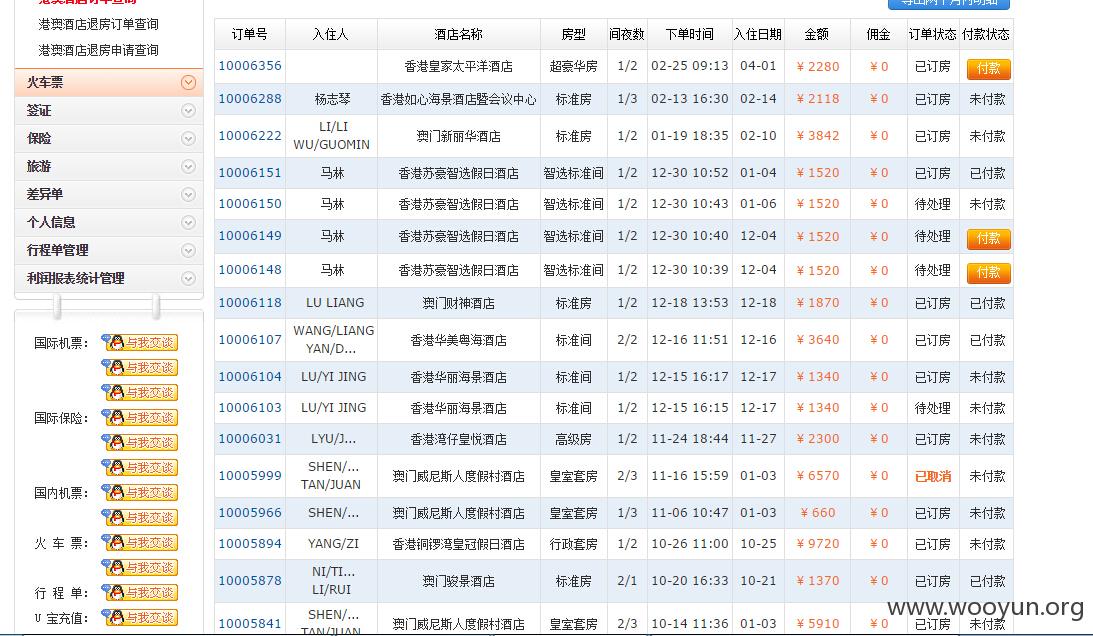 港澳酒店订单查询
港澳酒店退房订单查询
港澳酒店退房申请查询
火车票
签证
保险
旅游
差异单
个人信息
行程单管理
利润报表统计管理
国际机票： 与我交谈
与我交谈
与我交谈
国际保险： 与我交谈
与我交谈
与我交谈
国内机票： 与我交谈
与我交谈
火 车 票： 与我交谈
与我交谈
行 程 单： 与我交谈
U 宝充值： 与我交谈
导出两个月内明细
订单号 入住人 酒店名称 房型 间夜数 下单时间 入住日期 金额 佣金 订单状态 付款状态
10006356 香港皇家太平洋酒店 超豪华房 1/2 02-25 09:13 04-01 ¥ 2280 ¥ 0 已订房 付款
10006288 杨志琴 香港如心海景酒店暨会议中心 标准房 1/3 02-13 16:30 02-14 ¥ 2118 ¥ 0 已订房 未付款
10006222 LI/LI WU/GUOMIN 澳门新丽华酒店 标准房 1/2 01-19 18:35 02-10 ¥ 3842 ¥ 0 已订房 未付款
10006151 马林 香港苏豪智选假日酒店 智选标准间 1/2 12-30 10:52 01-04 ¥ 1520 ¥ 0 已订房 已付款
10006150 马林 香港苏豪智选假日酒店 智选标准间 1/2 12-30 10:43 01-06 ¥ 1520 ¥ 0 待处理 未付款
10006149 马林 香港苏豪智选假日酒店 智选标准间 1/2 12-30 10:40 12-04 ¥ 1520 ¥ 0 待处理 付款
10006148 马林 香港苏豪智选假日酒店 智选标准间 1/2 12-30 10:39 12-04 ¥ 1520 ¥ 0 待处理 付款
10006118 LU LIANG 澳门财神酒店 标准房 1/2 12-18 13:53 12-18 ¥ 1870 ¥ 0 已订房 已付款
10006107 WANG/LIANG YAN/D... 香港华美粤海酒店 标准间 2/2 12-16 11:51 12-16 ¥ 3640 ¥ 0 已订房 已付款
10006104 LU/YI JING 香港华丽海景酒店 标准间 1/2 12-15 16:17 12-17 ¥ 1340 ¥ 0 已订房 未付款
10006103 LU/YI JING 香港华丽海景酒店 标准间 1/2 12-15 16:15 12-17 ¥ 1340 ¥ 0 待处理 未付款
10006031 LYU/J... 香港湾仔皇悦酒店 高级房 1/2 11-24 18:44 11-27 ¥ 2300 ¥ 0 已订房 未付款
10005999 SHEN/... TAN/JUAN 澳门威尼斯人度假村酒店 皇室套房 2/3 11-16 15:59 01-03 ¥ 6570 ¥ 0 已取消 未付款
10005966 SHEN/... 澳门威尼斯人度假村酒店 皇室套房 1/3 11-06 10:47 01-03 ¥ 660 ¥ 0 已订房 未付款
10005894 YANG/ZI 香港铜锣湾皇冠假日酒店 行政套房 1/2 10-26 11:00 10-25 ¥ 9720 ¥ 0 已订房 未付款
10005878 NI/TI... LI/RUI 澳门骏景酒店 标准房 2/1 10-20 16:33 10-21 ¥ 1370 ¥ 0 已订房 已付款
10005841 SHEN/... TAN/JUAN 澳门威尼斯人度假村酒店 皇室套房 2/3 10-14 11:36 01-03 ¥ 5910 ¥ 0 已订房 未付款
www.wooyun.org